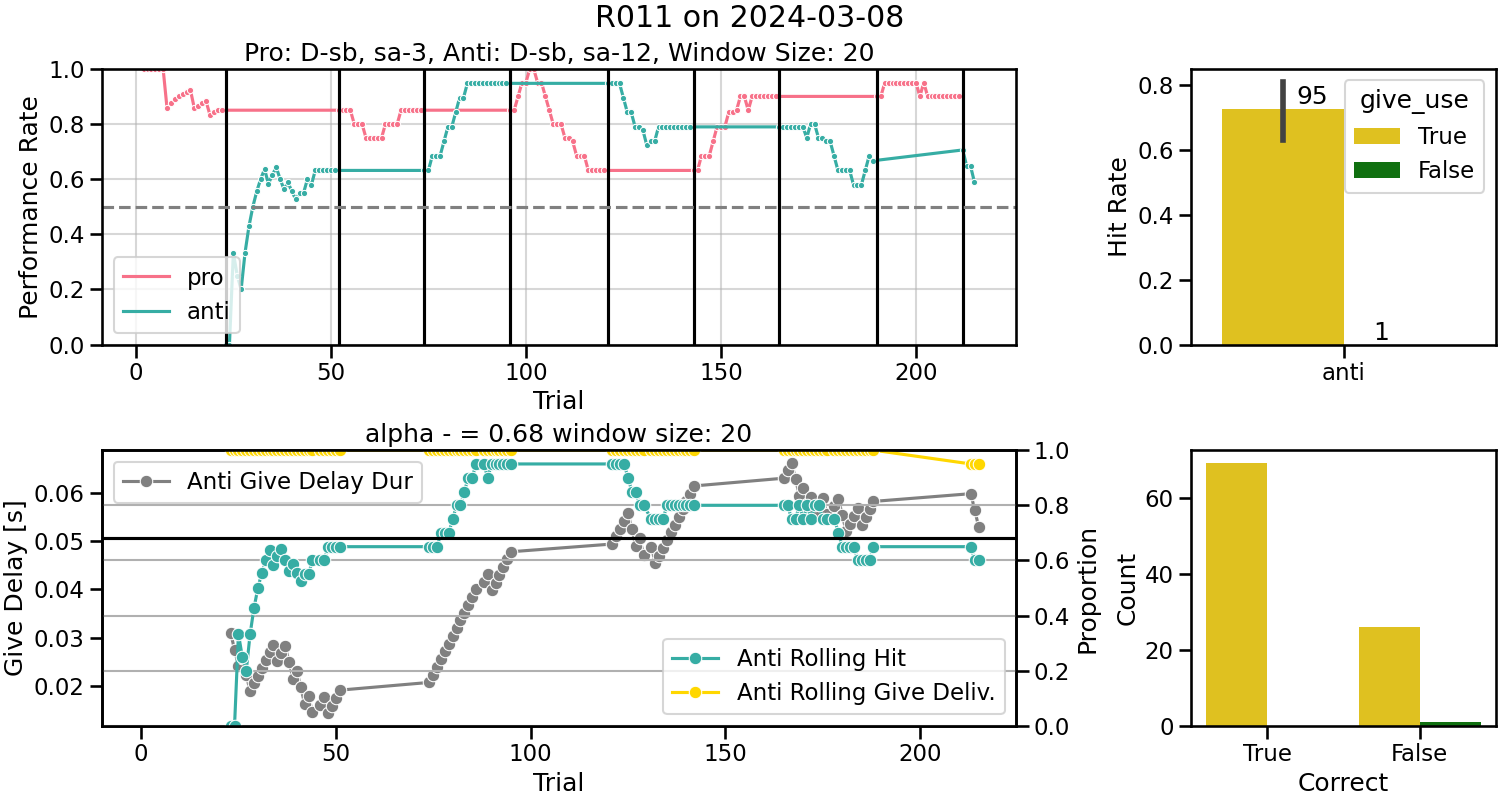 R011 on 2024-03-08
Pro: D-sb, sa-3, Anti: D-sb, sa-12, Window Size: 20
Performance Rate
1.0
0.8
0.6
0.4
0.2
0.0
pro
anti
0
50
100
150
200
Trial
Hit Rate
0.8
0.6
0.4
0.2
0.0
95
1
give_use
True
False
anti
alpha - = 0.68 window size: 20
Give Delay [s]
0.06
0.05
0.04
0.03
0.02
Anti Give Delay Dur
Anti Rolling Hit
Anti Rolling Give Deliv.
1.0
0.8
0.6
0.4
0.2
0.0
Proportion
0
50
100
150
200
Trial
Count
60
40
20
0
True
False
Correct